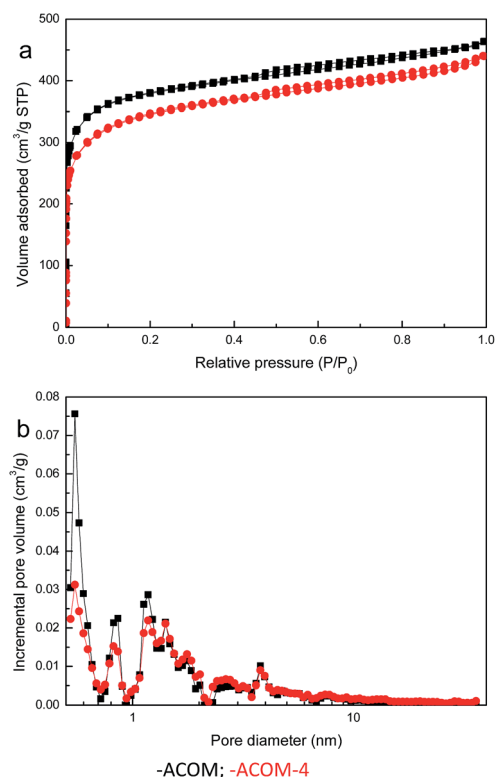 a
500
400
300
200
100
0
Volume adsorbed (cm³/g STP)
0.0 0.2 0.4 0.6 0.8 1.0
Relative pressure (P/P₀)
b
0.08
0.07
0.06
0.05
0.04
0.03
0.02
0.01
0.00
Incremental pore volume (cm³/g)
1 10
Pore diameter (nm)
-ACOM; -ACOM-4